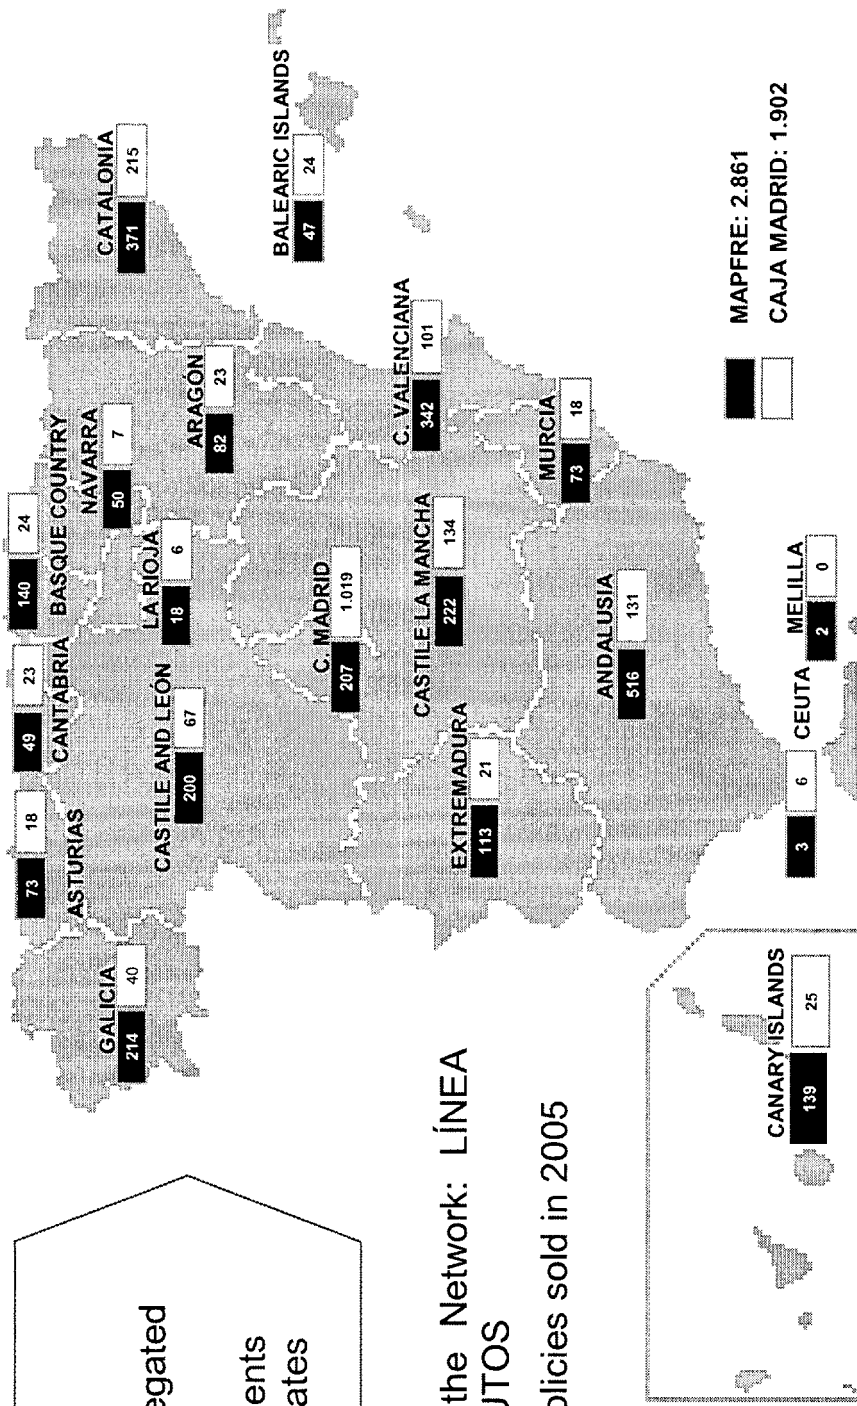 egated
ents
ates
the Network: LÍNEA
UTOS
olicies sold in 2005
GALICIA
214 40
73 18
ASTURIAS
49 23
CANTABRIA
140 24
BASQUE COUNTRY
NAVARRA
50 7
LA RIOJA
18 6
CASTILE AND LEÓN
200 67
ARAGÓN
82 23
CATALONIA
371 215
BALEARIC ISLANDS
47 24
C. MADRID
207 1.019
CASTILE LA MANCHA
222 134
C. VALENCIANA
342 101
EXTREMADURA
113 21
MURCIA
73 18
ANDALUSIA
516 131
CEUTA
3 6
MELILLA
2 0
CANARY ISLANDS
139 25
MAPFRE: 2.861
CAJA MADRID: 1.902